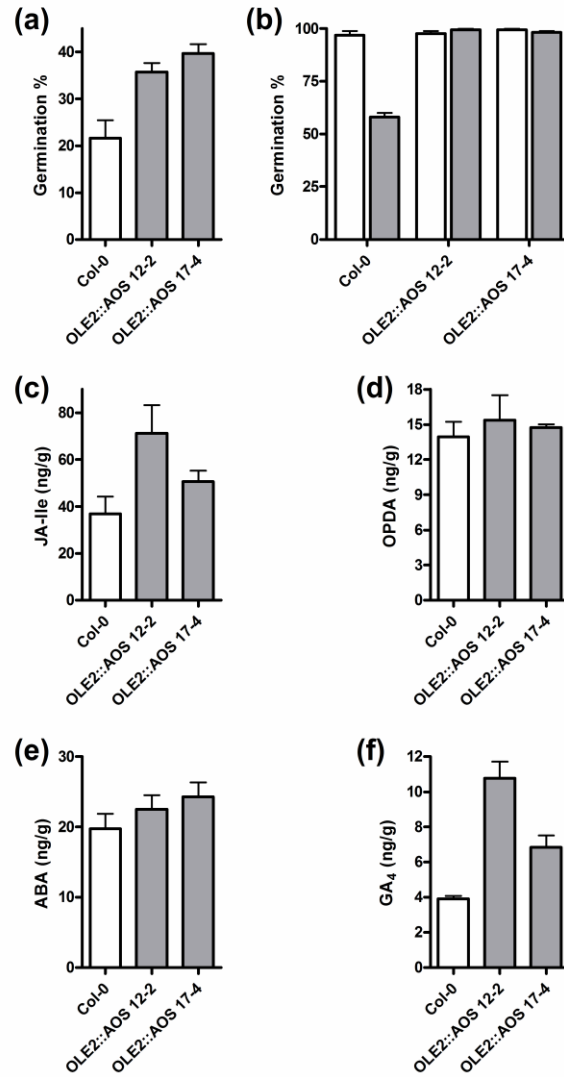 (a)
Germination %
40
30
20
10
0
Col-0
OLE2::AOS 12-2
OLE2::AOS 17-4
(b)
Germination %
100
75
50
25
0
Col-0
OLE2::AOS 12-2
OLE2::AOS 17-4
(c)
JA-Ile (ng/g)
80
60
40
20
0
Col-0
OLE2::AOS 12-2
OLE2::AOS 17-4
(d)
OPDA (ng/g)
18
15
12
9
6
3
0
Col-0
OLE2::AOS 12-2
OLE2::AOS 17-4
(e)
ABA (ng/g)
30
20
10
0
Col-0
OLE2::AOS 12-2
OLE2::AOS 17-4
(f)
GA₄ (ng/g)
12
10
8
6
4
2
0
Col-0
OLE2::AOS 12-2
OLE2::AOS 17-4